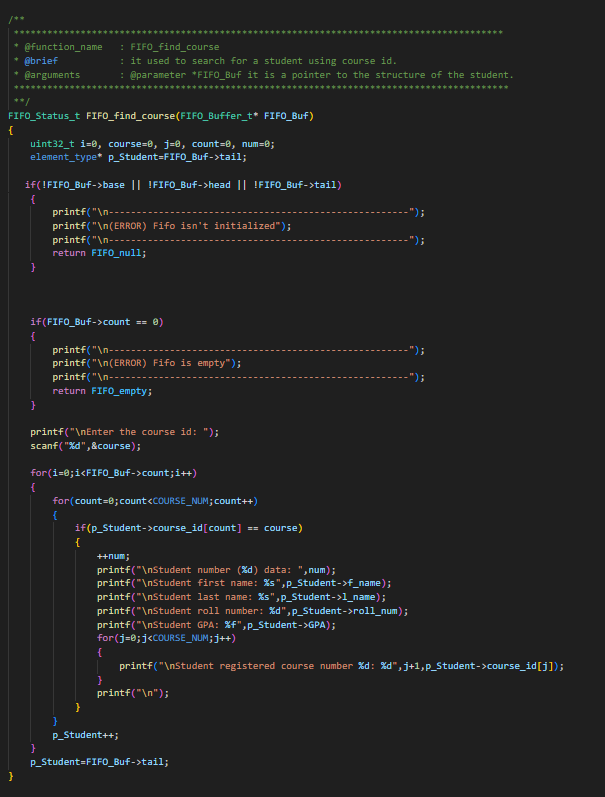 /**
****************************************************************************************
* @function_name   : FIFO_find_course
* @brief           : it used to search for a student using course id.
* @arguments       : @parameter *FIFO_Buf it is a pointer to the structure of the student.
*****************************************************************************************
**/
FIFO_Status_t FIFO_find_course(FIFO_Buffer_t* FIFO_Buf)
{
    uint32_t i=0, course=0, j=0, count=0, num=0;
    element_type* p_Student=FIFO_Buf->tail;

   if(!FIFO_Buf->base || !FIFO_Buf->head || !FIFO_Buf->tail)
    {
        printf("\n------------------------------------------------------");
        printf("\n(ERROR) Fifo isn't initialized");
        printf("\n------------------------------------------------------");
        return FIFO_null;
    }

    if(FIFO_Buf->count == 0)
    {
        printf("\n------------------------------------------------------");
        printf("\n(ERROR) Fifo is empty");
        printf("\n------------------------------------------------------");
        return FIFO_empty;
    }

    printf("\nEnter the course id: ");
    scanf("%d",&course);

    for(i=0;i<FIFO_Buf->count;i++)
    {
        for(count=0;count<COURSE_NUM;count++)
        {
            if(p_Student->course_id[count] == course)
            {
                ++num;
                printf("\nStudent number (%d) data: ",num);
                printf("\nStudent first name: %s",p_Student->f_name);
                printf("\nStudent last name: %s",p_Student->l_name);
                printf("\nStudent roll number: %d",p_Student->roll_num);
                printf("\nStudent GPA: %f",p_Student->GPA);
                for(j=0;j<COURSE_NUM;j++)
                {
                    printf("\nStudent registered course number %d: %d",j+1,p_Student->course_id[j]);
                }
                printf("\n");
            }
        }
        p_Student++;
    }
    p_Student=FIFO_Buf->tail;
}